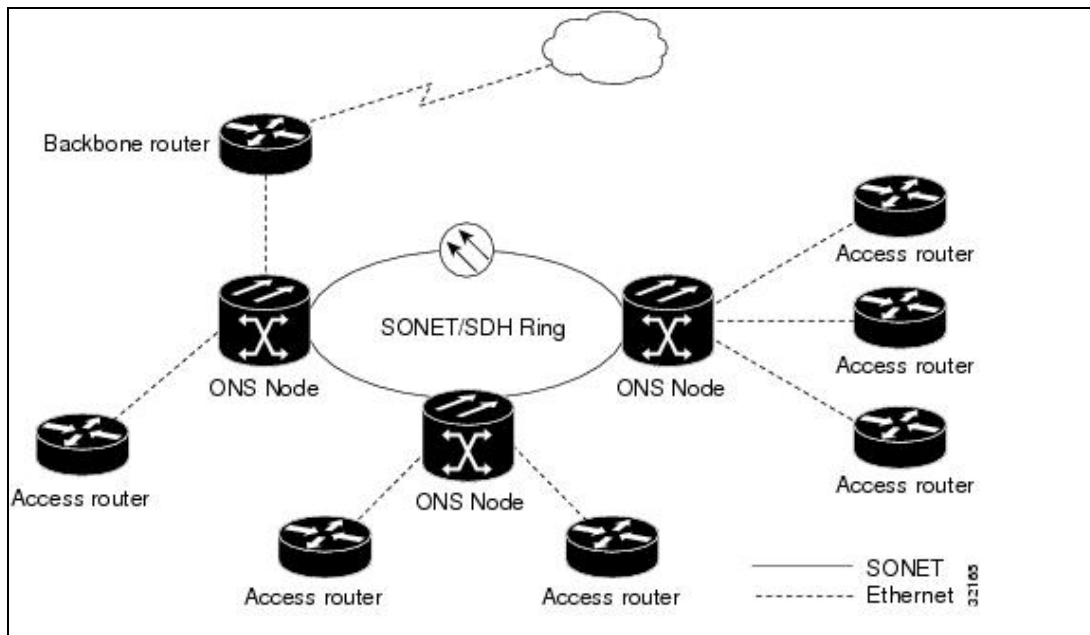 Backbone router
Access router
SONET/SDH Ring
Access router
ONS Node
ONS Node
Access router
ONS Node
Access router
Access router
Access router
SONET
Ethernet
32165